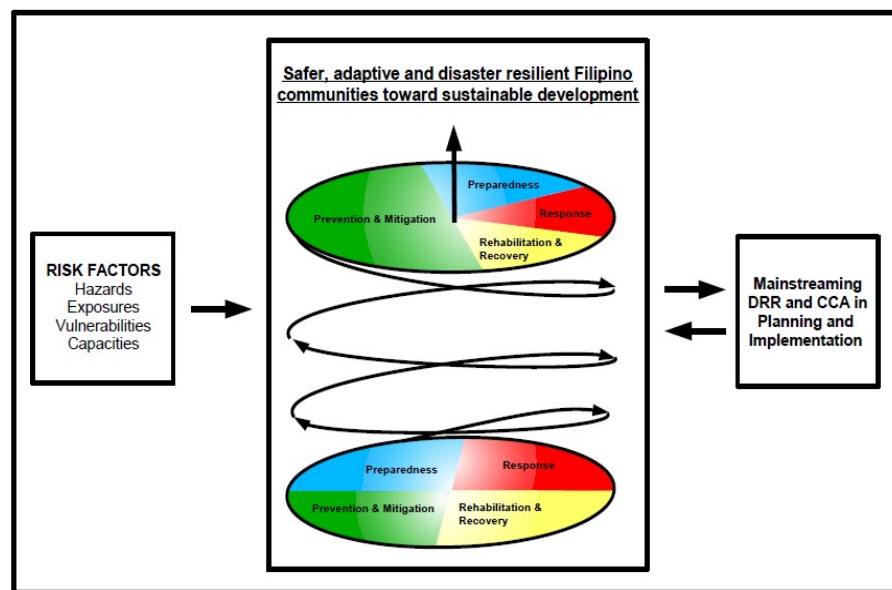 Safer, adaptive and disaster resilient Filipino
communities toward sustainable development
Preparedness
Prevention & Mitigation
Response
Rehabilitation &
Recovery
RISK FACTORS
Hazards
Exposures
Vulnerabilities
Capacities
Mainstreaming
DRR and CCA in
Planning and
Implementation
Preparedness
Response
Prevention & Mitigation
Rehabilitation &
Recovery